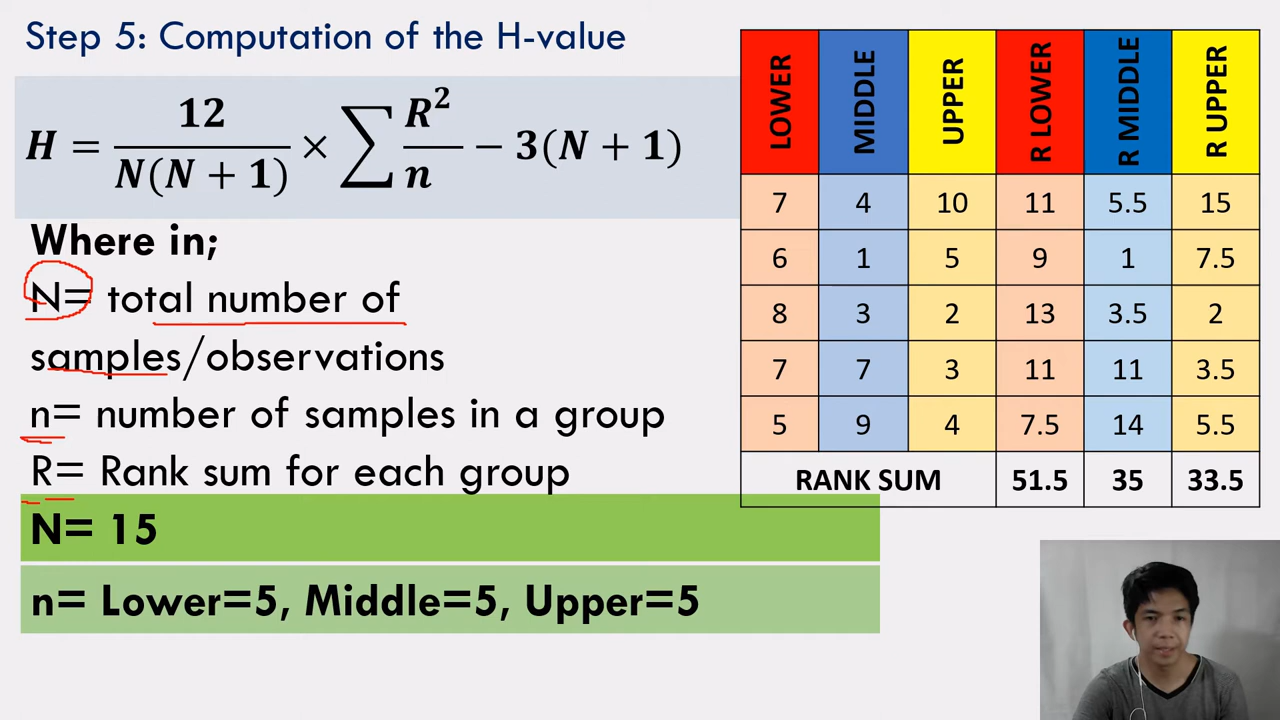 Step 5: Computation of the H-value
H = 12 / N(N + 1) × ∑ R² / n − 3(N + 1)
Where in;
N= total number of
samples/observations
n= number of samples in a group
R= Rank sum for each group
N= 15
n= Lower=5, Middle=5, Upper=5
LOWER MIDDLE UPPER R LOWER R MIDDLE R UPPER
7 4 10 11 5.5 15
6 1 5 9 1 7.5
8 3 2 13 3.5 2
7 7 3 11 11 3.5
5 9 4 7.5 14 5.5
RANK SUM 51.5 35 33.5